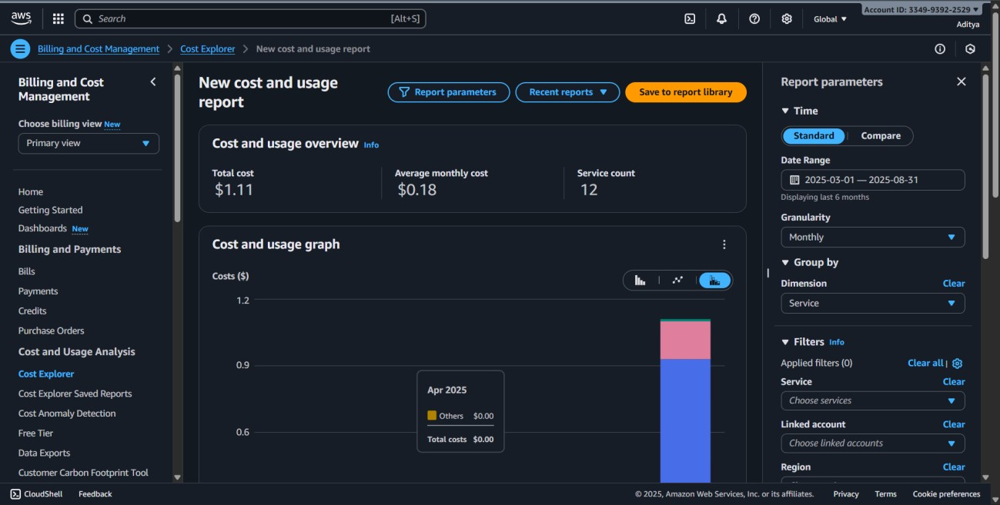 aws
Search [Alt+S]
Global
Account ID: 3349-9392-2529
Aditya
Billing and Cost Management > Cost Explorer > New cost and usage report
Billing and Cost
Management
Choose billing view New
Primary view
Home
Getting Started
Dashboards New
Billing and Payments
Bills
Payments
Credits
Purchase Orders
Cost and Usage Analysis
Cost Explorer
Cost Explorer Saved Reports
Cost Anomaly Detection
Free Tier
Data Exports
Customer Carbon Footprint Tool
New cost and usage
report
Report parameters
Recent reports
Save to report library
Cost and usage overview Info
Total cost
$1.11
Average monthly cost
$0.18
Service count
12
Cost and usage graph
Costs ($)
1.2
0.9
0.6
Apr 2025
Others $0.00
Total costs $0.00
Report parameters
Time
Standard
Compare
Date Range
2025-03-01 — 2025-08-31
Displaying last 6 months
Granularity
Monthly
Group by
Dimension Clear
Service
Filters Info
Applied filters (0) Clear all
Service Clear
Choose services
Linked account Clear
Choose linked accounts
Region Clear
CloudShell Feedback
© 2025, Amazon Web Services, Inc. or its affiliates. Privacy Terms Cookie preferences